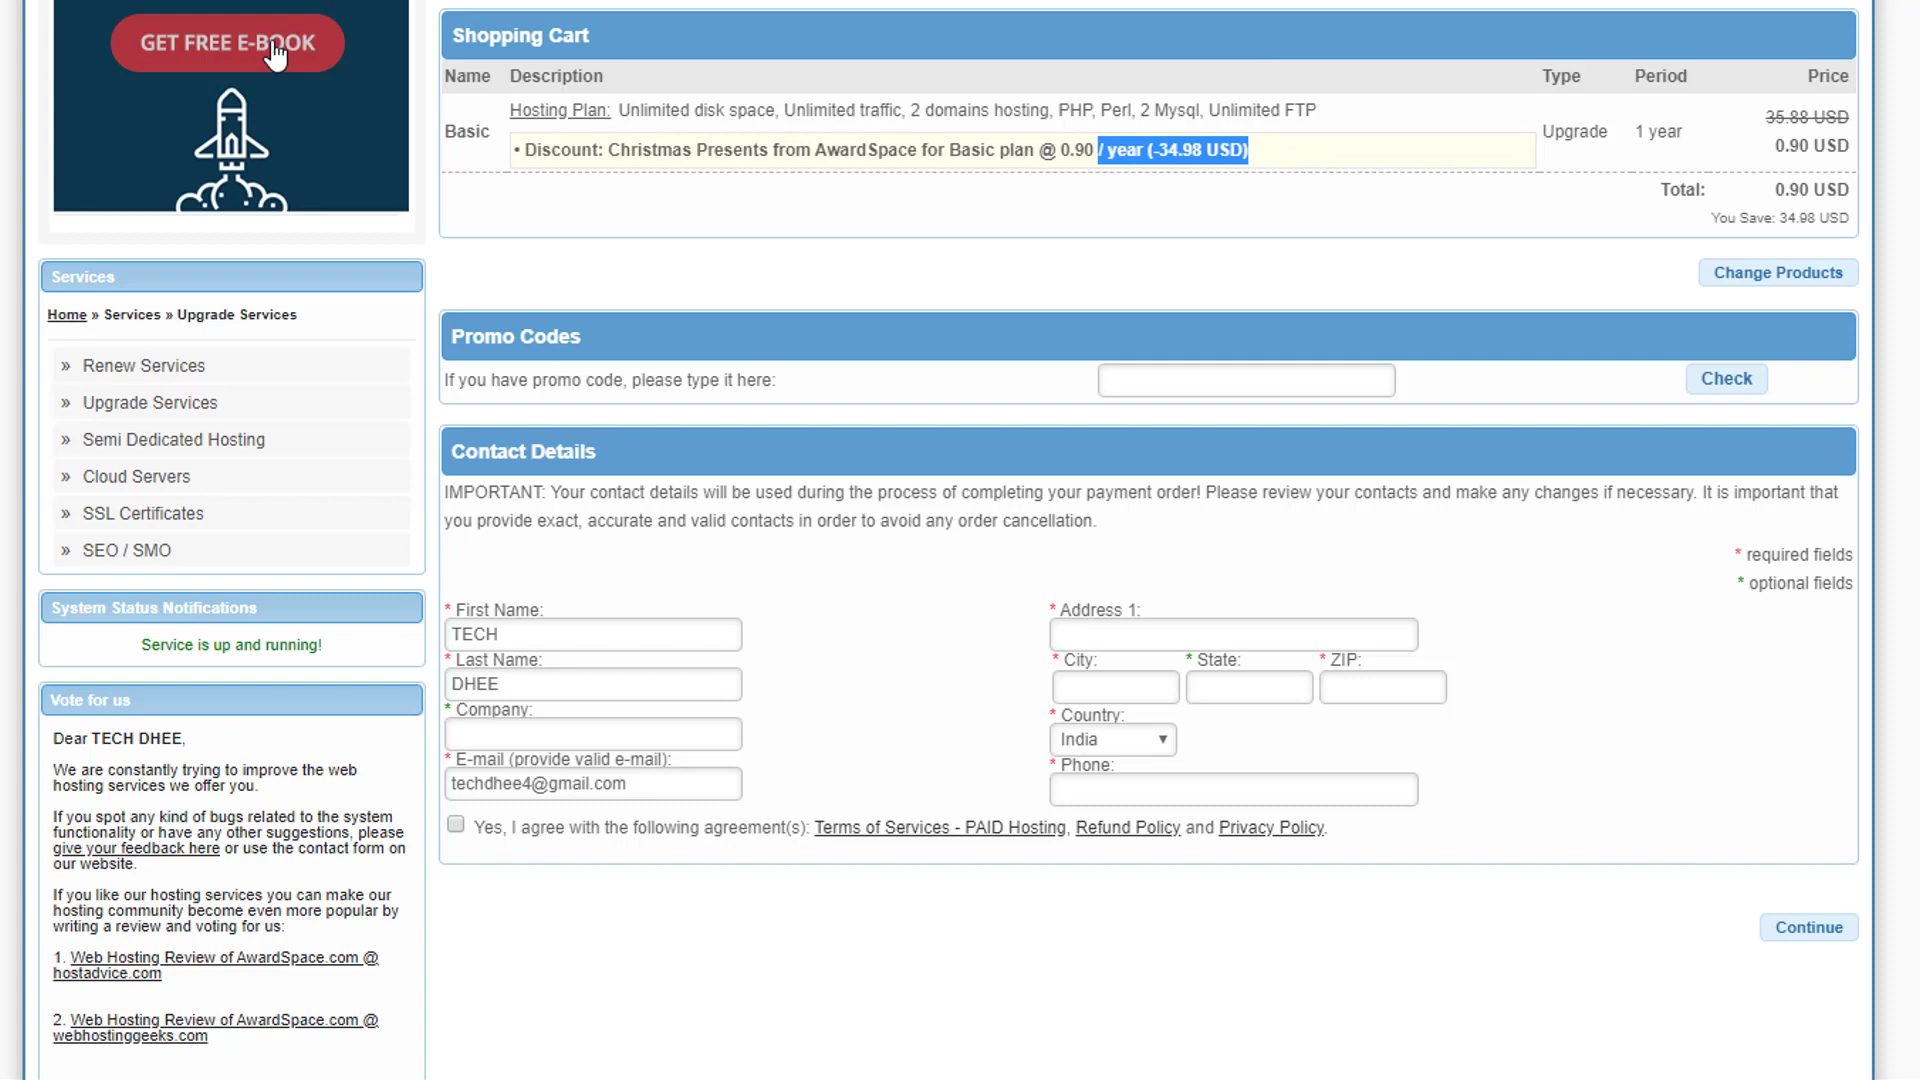 GET FREE E-BOOK
Services
Home » Services » Upgrade Services
» Renew Services
» Upgrade Services
» Semi Dedicated Hosting
» Cloud Servers
» SSL Certificates
» SEO / SMO
System Status Notifications
Service is up and running!
Vote for us
Dear TECH DHEE,
We are constantly trying to improve the web
hosting services we offer you.
If you spot any kind of bugs related to the system
functionality or have any other suggestions, please
give your feedback here or use the contact form on
our website.
If you like our hosting services you can make our
hosting community become even more popular by
writing a review and voting for us:
1. Web Hosting Review of AwardSpace.com @
hostadvice.com
2. Web Hosting Review of AwardSpace.com @
webhostinggeeks.com
Shopping Cart
Name Description Type Period Price
Basic
Hosting Plan: Unlimited disk space, Unlimited traffic, 2 domains hosting, PHP, Perl, 2 Mysql, Unlimited FTP
• Discount: Christmas Presents from AwardSpace for Basic plan @ 0.90 / year (-34.98 USD)
Upgrade 1 year
35.88 USD
0.90 USD
Total: 0.90 USD
You Save: 34.98 USD
Change Products
Promo Codes
If you have promo code, please type it here:
Check
Contact Details
IMPORTANT: Your contact details will be used during the process of completing your payment order! Please review your contacts and make any changes if necessary. It is important that
you provide exact, accurate and valid contacts in order to avoid any order cancellation.
* required fields
* optional fields
* First Name:
TECH
* Last Name:
DHEE
* Company:
* E-mail (provide valid e-mail):
techdhee4@gmail.com
* Address 1:
* City: * State: * ZIP:
* Country:
India
* Phone:
Yes, I agree with the following agreement(s): Terms of Services - PAID Hosting, Refund Policy and Privacy Policy.
Continue